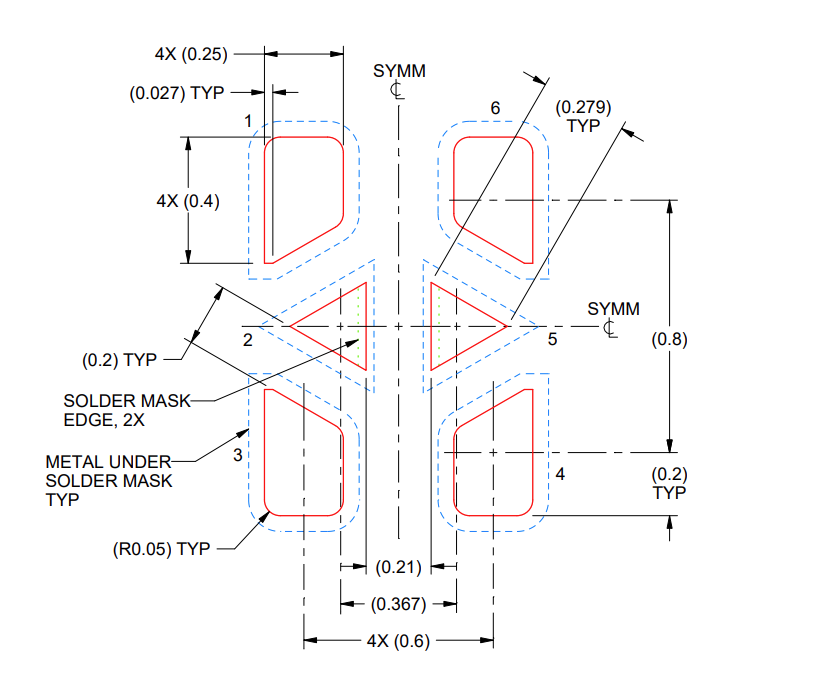 4X (0.25)
SYMM
℄
(0.027) TYP
(0.279)
TYP
1
6
4X (0.4)
SYMM
℄
2
5
(0.8)
(0.2) TYP
SOLDER MASK
EDGE, 2X
3
METAL UNDER
SOLDER MASK
TYP
4
(0.2)
TYP
(R0.05) TYP
(0.21)
(0.367)
4X (0.6)